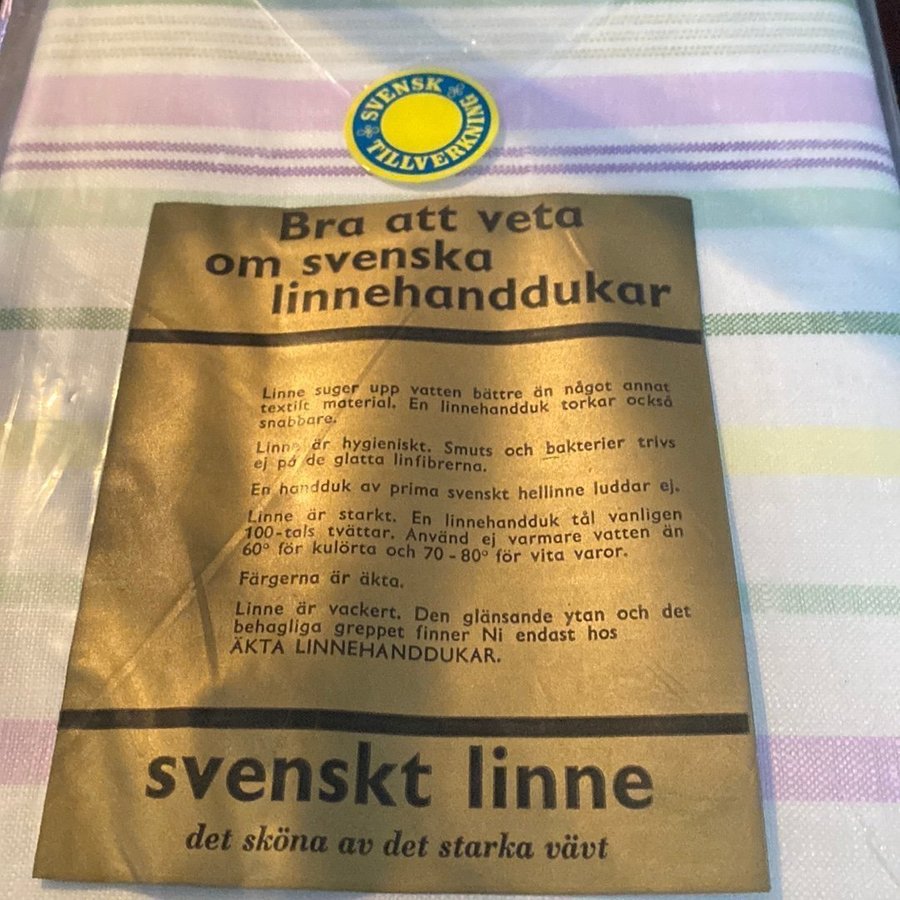 SVENSK
TILLVERKNING
Bra att veta
om svenska
linnehanddukar
Linne suger upp vatten bättre än något annat
textilt material. En linnehandduk torkar också
snabbare.
Linne är hygieniskt. Smuts och bakterier trivs
ej på de glatta linfibrerna.
En handduk av prima svenskt hellinne luddar ej.
Linne är starkt. En linnehandduk tål vanligen
100-tals tvättar. Använd ej varmare vatten än
60° för kulörta och 70 - 80° för vita varor.
Färgerna är äkta.
Linne är vackert. Den glänsande ytan och det
behagliga greppet finner Ni endast hos
ÄKTA LINNEHANDDUKAR.
svenskt linne
det sköna av det starka vävt